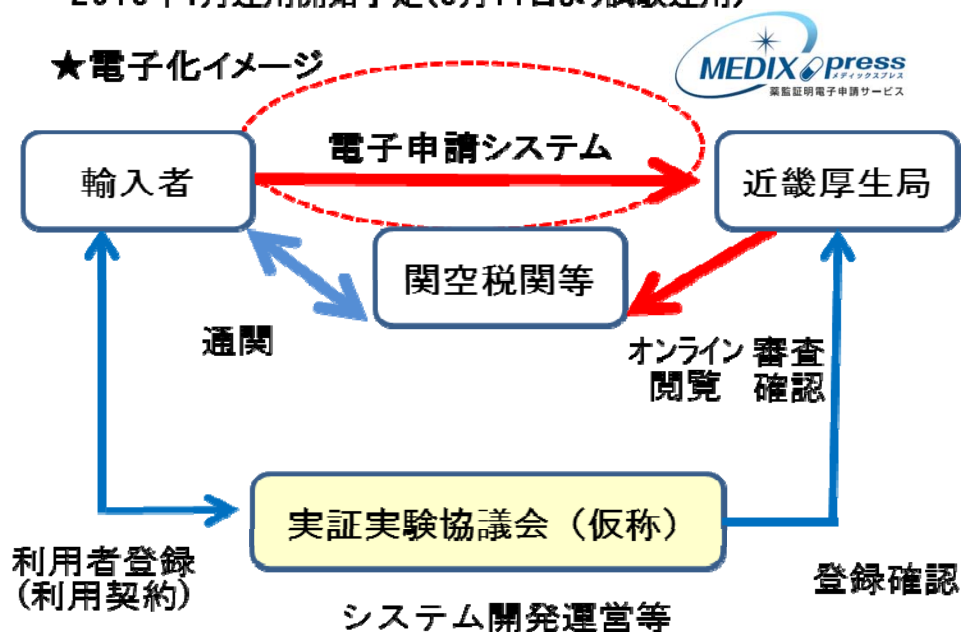 ★電子化イメージ
MEDIXpress
メディックスプレス
薬監証明電子申請サービス
電子申請システム
輸入者
近畿厚生局
関空税関等
通関
オンライン 審査
閲覧 確認
実証実験協議会（仮称）
利用者登録
（利用契約）
登録確認
システム開発運営等